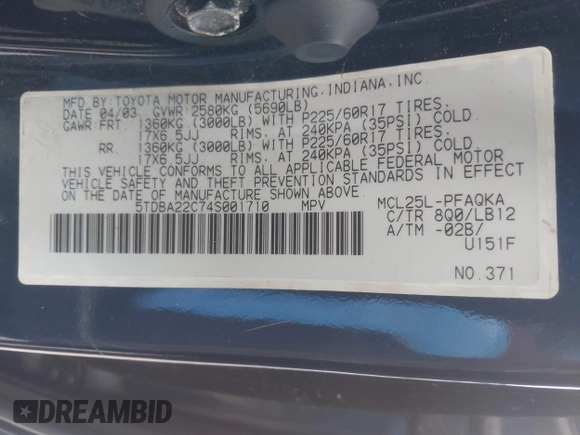 MFD.BY:TOYOTA MOTOR MANUFACTURING,INDIANA,INC.
DATE 04/03 GVWR:2580KG (5690LB)
GAWR:FRT. 1360KG (3000LB) WITH P225/60R17 TIRES,
17X6.5JJ RIMS, AT 240KPA (35PSI) COLD.
RR. 1360KG (3000LB) WITH P225/60R17 TIRES,
17X6.5JJ RIMS, AT 240KPA (35PSI) COLD.
THIS VEHICLE CONFORMS TO ALL APPLICABLE FEDERAL MOTOR
VEHICLE SAFETY AND THEFT PREVENTION STANDARDS IN EFFECT
ON THE DATE OF MANUFACTURE SHOWN ABOVE.
5TDBA22C74S001710 MPV MCL25L-PFAQKA
C/TR 8Q0/LB12
A/TM -02B/
U151F
NO.371
DREAMBID